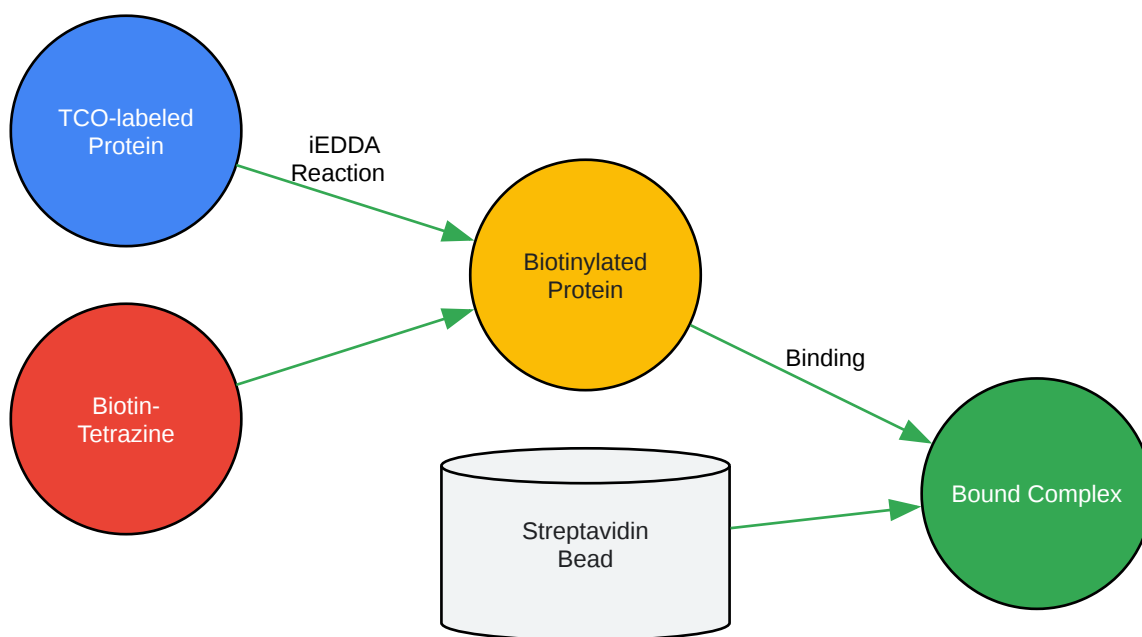 TCO-labeled
Protein
iEDDA
Reaction
Biotinylated
Protein
Binding
Biotin-
Tetrazine
Streptavidin
Bead
Bound Complex